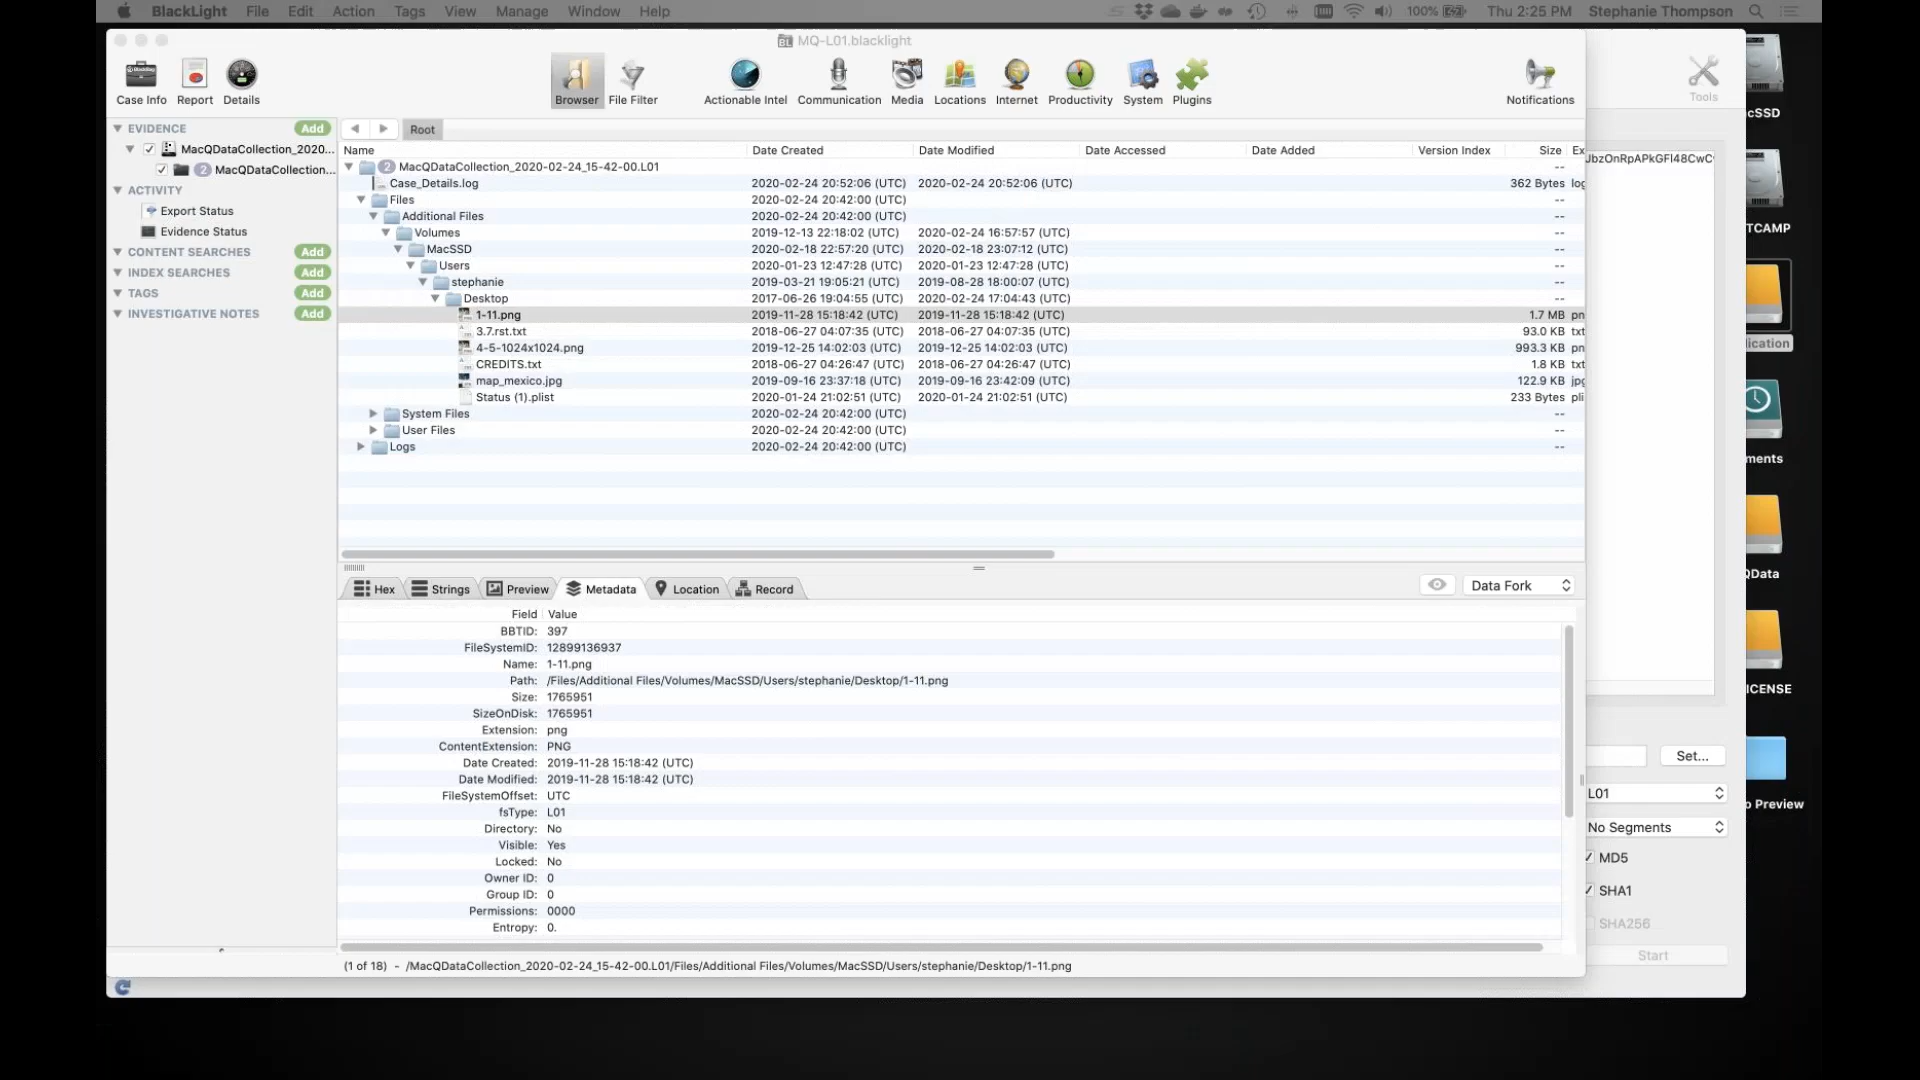 BlackLight File Edit Action Tags View Manage Window Help 100% Thu 2:25 PM Stephanie Thompson
MQ-L01.blacklight
Case Info Report Details Browser File Filter Actionable Intel Communication Media Locations Internet Productivity System Plugins Notifications Tools
EVIDENCE Add
MacQDataCollection_2020...
2 MacQDataCollection...
ACTIVITY
Export Status
Evidence Status
CONTENT SEARCHES Add
INDEX SEARCHES Add
TAGS Add
INVESTIGATIVE NOTES Add
Root
Name Date Created Date Modified Date Accessed Date Added Version Index Size Ex
2 MacQDataCollection_2020-02-24_15-42-00.L01 --
Case_Details.log 2020-02-24 20:52:06 (UTC) 2020-02-24 20:52:06 (UTC) 362 Bytes log
Files 2020-02-24 20:42:00 (UTC) --
Additional Files 2020-02-24 20:42:00 (UTC) --
Volumes 2019-12-13 22:18:02 (UTC) 2020-02-24 16:57:57 (UTC) --
MacSSD 2020-02-18 22:57:20 (UTC) 2020-02-18 23:07:12 (UTC) --
Users 2020-01-23 12:47:28 (UTC) 2020-01-23 12:47:28 (UTC) --
stephanie 2019-03-21 19:05:21 (UTC) 2019-08-28 18:00:07 (UTC) --
Desktop 2017-06-26 19:04:55 (UTC) 2020-02-24 17:04:43 (UTC) --
1-11.png 2019-11-28 15:18:42 (UTC) 2019-11-28 15:18:42 (UTC) 1.7 MB pn
3.7.rst.txt 2018-06-27 04:07:35 (UTC) 2018-06-27 04:07:35 (UTC) 93.0 KB txt
4-5-1024x1024.png 2019-12-25 14:02:03 (UTC) 2019-12-25 14:02:03 (UTC) 993.3 KB pn
CREDITS.txt 2018-06-27 04:26:47 (UTC) 2018-06-27 04:26:47 (UTC) 1.8 KB txt
map_mexico.jpg 2019-09-16 23:37:18 (UTC) 2019-09-16 23:42:09 (UTC) 122.9 KB jpg
Status (1).plist 2020-01-24 21:02:51 (UTC) 2020-01-24 21:02:51 (UTC) 233 Bytes pli
System Files 2020-02-24 20:42:00 (UTC) --
User Files 2020-02-24 20:42:00 (UTC) --
Logs 2020-02-24 20:42:00 (UTC) --
Hex Strings Preview Metadata Location Record Data Fork
Field Value
BBTID: 397
FileSystemID: 12899136937
Name: 1-11.png
Path: /Files/Additional Files/Volumes/MacSSD/Users/stephanie/Desktop/1-11.png
Size: 1765951
SizeOnDisk: 1765951
Extension: png
ContentExtension: PNG
Date Created: 2019-11-28 15:18:42 (UTC)
Date Modified: 2019-11-28 15:18:42 (UTC)
FileSystemOffset: UTC
fsType: L01
Directory: No
Visible: Yes
Locked: No
Owner ID: 0
Group ID: 0
Permissions: 0000
Entropy: 0.
(1 of 18) - /MacQDataCollection_2020-02-24_15-42-00.L01/Files/Additional Files/Volumes/MacSSD/Users/stephanie/Desktop/1-11.png
Set...
L01
No Segments
MD5
SHA1
SHA256
Start
cSSD
TCAMP
lication
ments
QData
ICENSE
o Preview